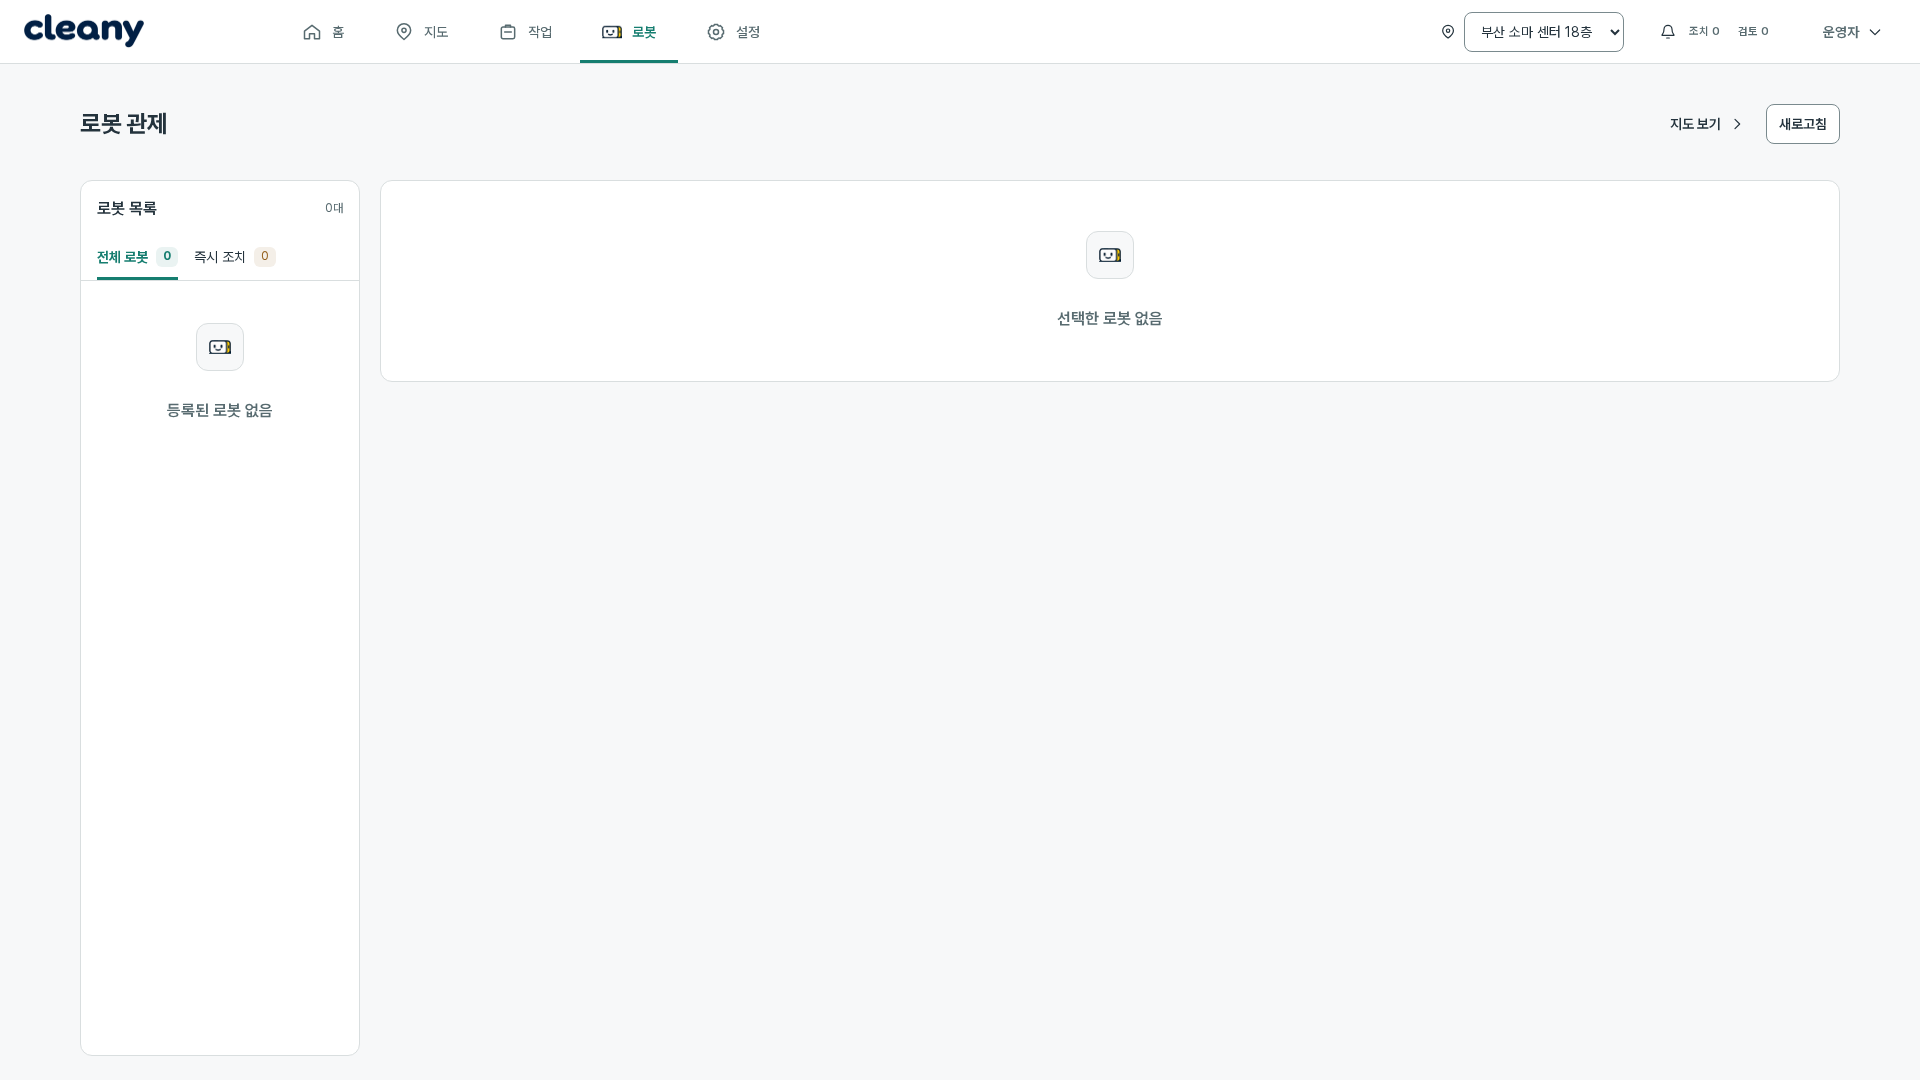 cleany
홈
지도
작업
로봇
설정
부산 소마 센터 18층
조치 0
검토 0
운영자
로봇 관제
지도 보기
새로고침
로봇 목록
0대
전체 로봇 0
즉시 조치 0
등록된 로봇 없음
선택한 로봇 없음